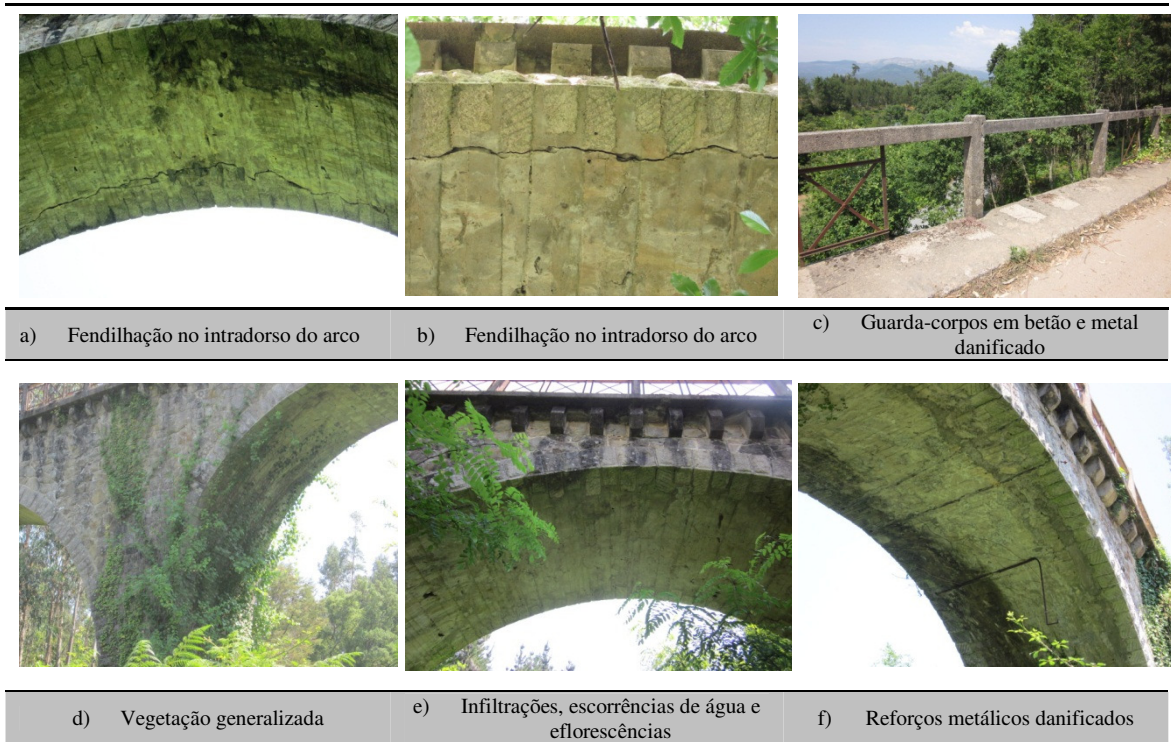 a) Fendilhação no intradorso do arco
b) Fendilhação no intradorso do arco
c) Guarda-corpos em betão e metal
danificado
d) Vegetação generalizada
e) Infiltrações, escorrências de água e
eflorescências
f) Reforços metálicos danificados